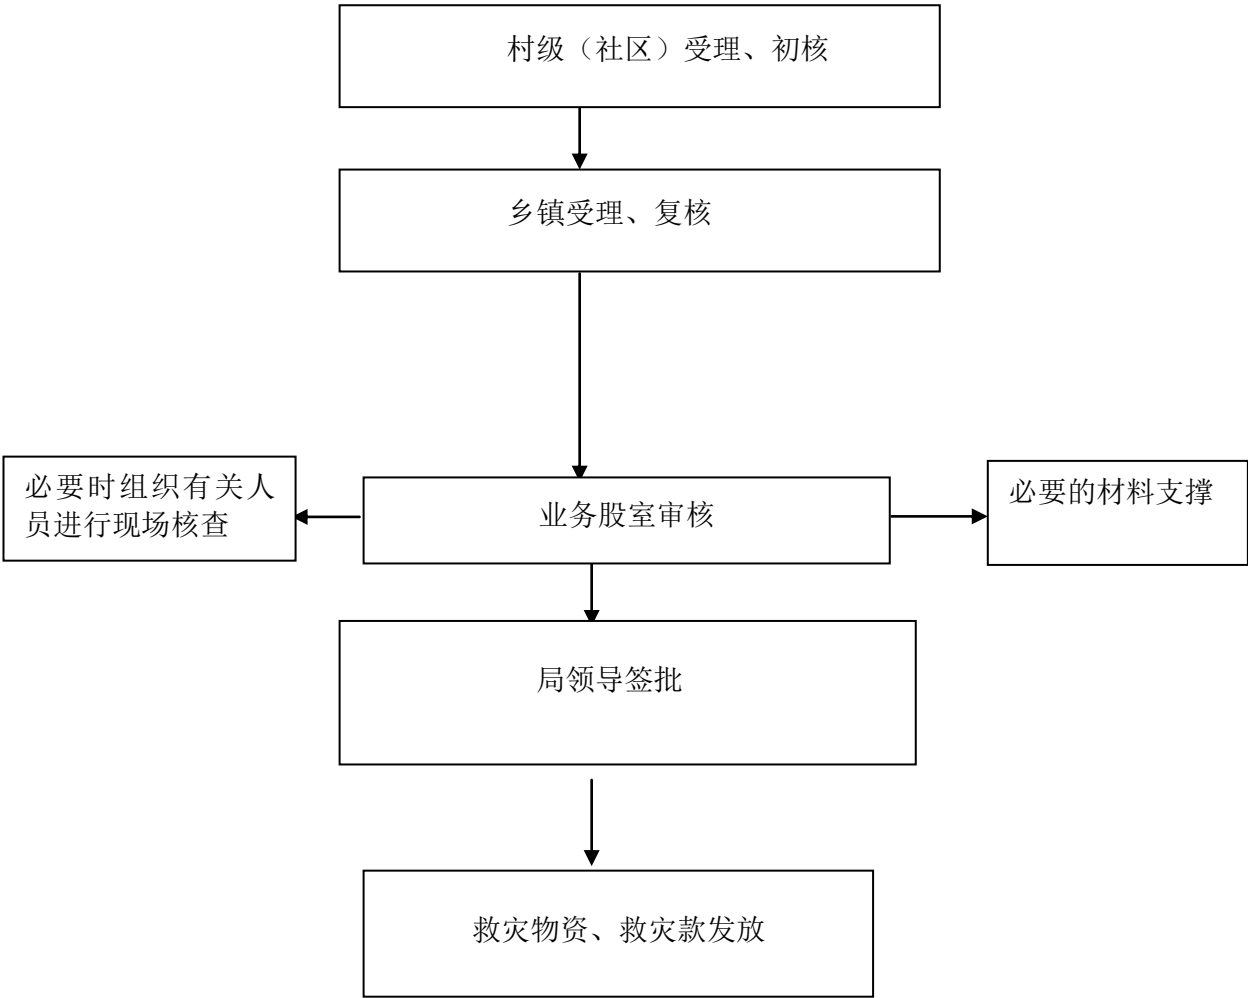 村级（社区）受理、初核
乡镇受理、复核
必要时组织有关人
员进行现场核查
业务股室审核
必要的材料支撑
局领导签批
救灾物资、救灾款发放